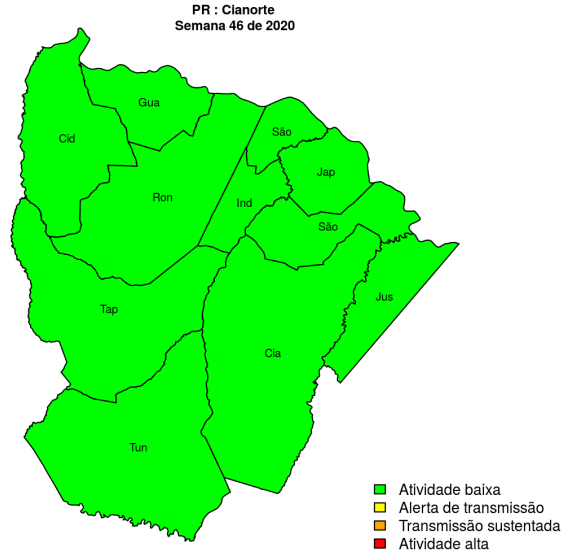 PR : Cianorte
Semana 46 de 2020
Gua
São
Cid
Jap
Ron
Ind
São
Jus
Tap
Cia
Tun
Atividade baixa
Alerta de transmissão
Transmissão sustentada
Atividade alta